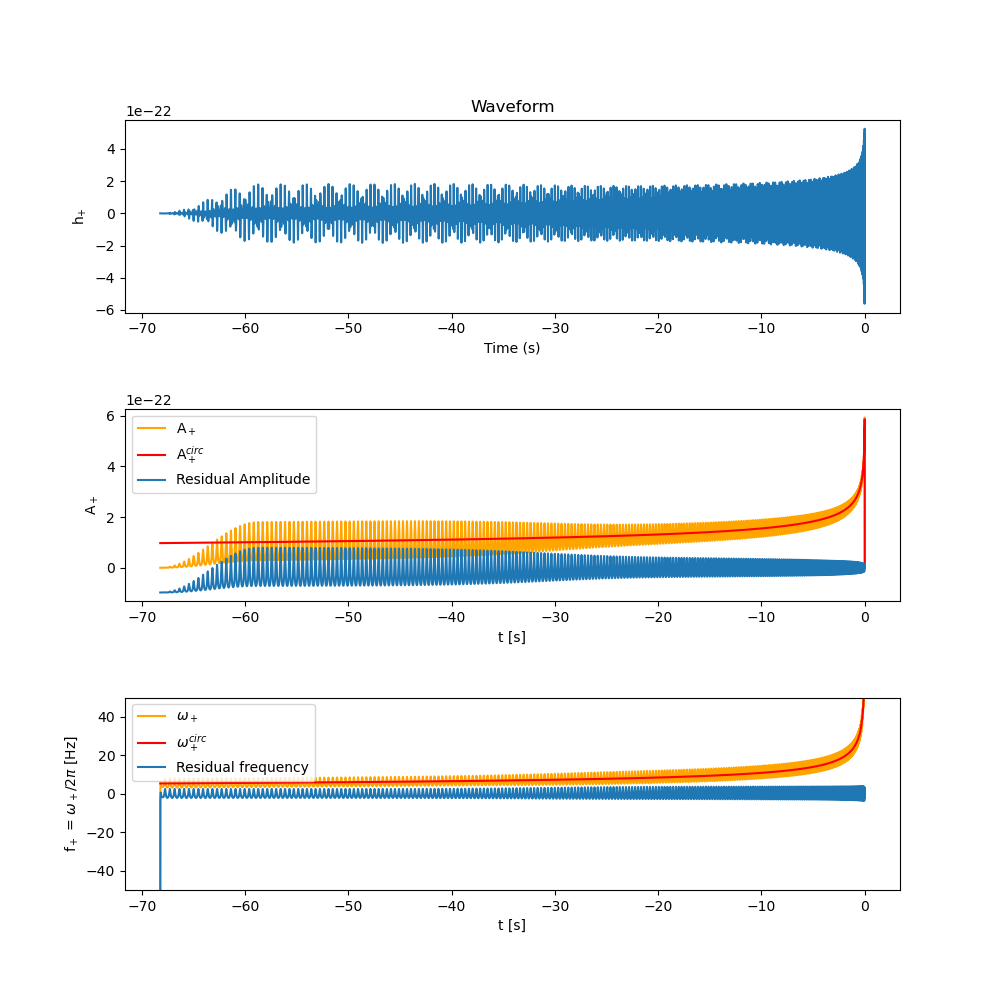 Waveform
1e−22
4
2
0
−2
−4
−6
h₊
−70 −60 −50 −40 −30 −20 −10 0
Time (s)
1e−22
6
4
2
0
A₊
A₊
A₊^circ
Residual Amplitude
−70 −60 −50 −40 −30 −20 −10 0
t [s]
40
20
0
−20
−40
f₊ = ω₊/2π [Hz]
ω₊
ω₊^circ
Residual frequency
−70 −60 −50 −40 −30 −20 −10 0
t [s]